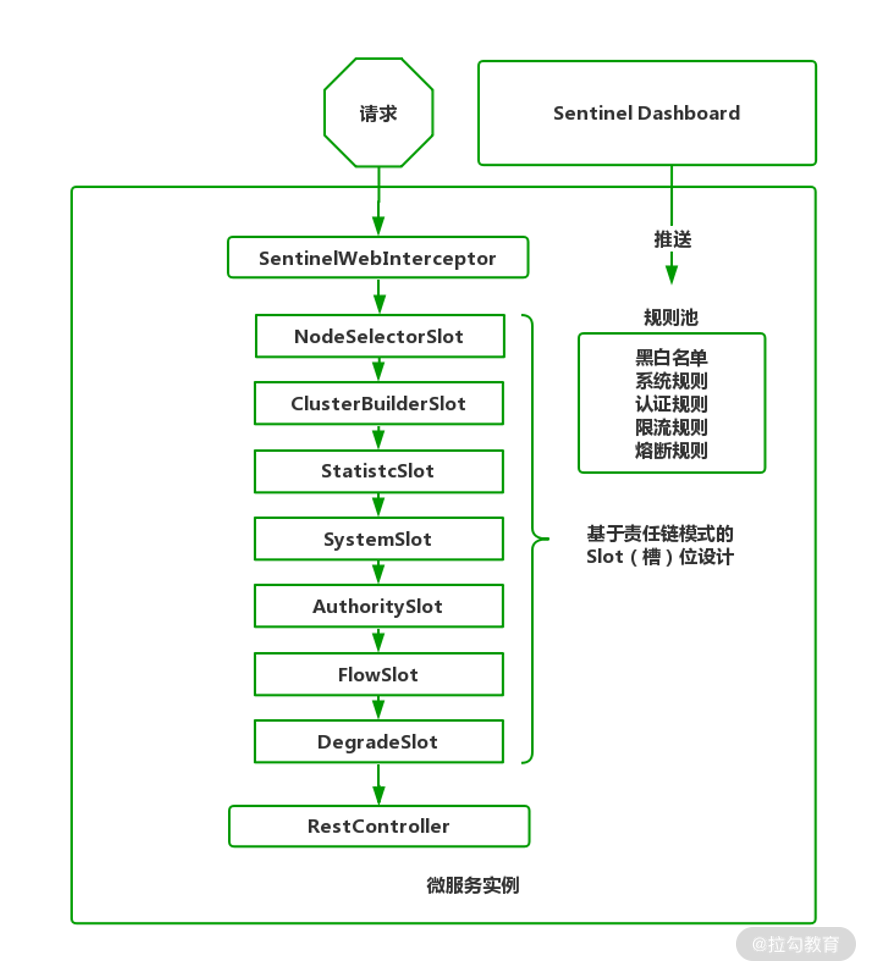 请求
Sentinel Dashboard
SentinelWebInterceptor
推送
NodeSelectorSlot
规则池
黑白名单
系统规则
认证规则
限流规则
熔断规则
ClusterBuilderSlot
StatistcSlot
SystemSlot
基于责任链模式的
Slot（槽）位设计
AuthoritySlot
FlowSlot
DegradeSlot
RestController
微服务实例
@拉勾教育